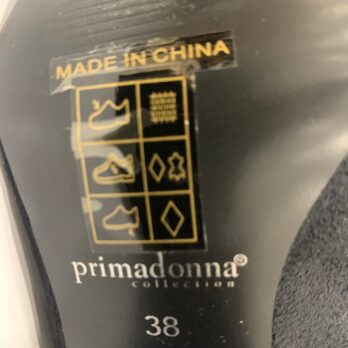 MADE IN CHINA
primadonna®
collection
38